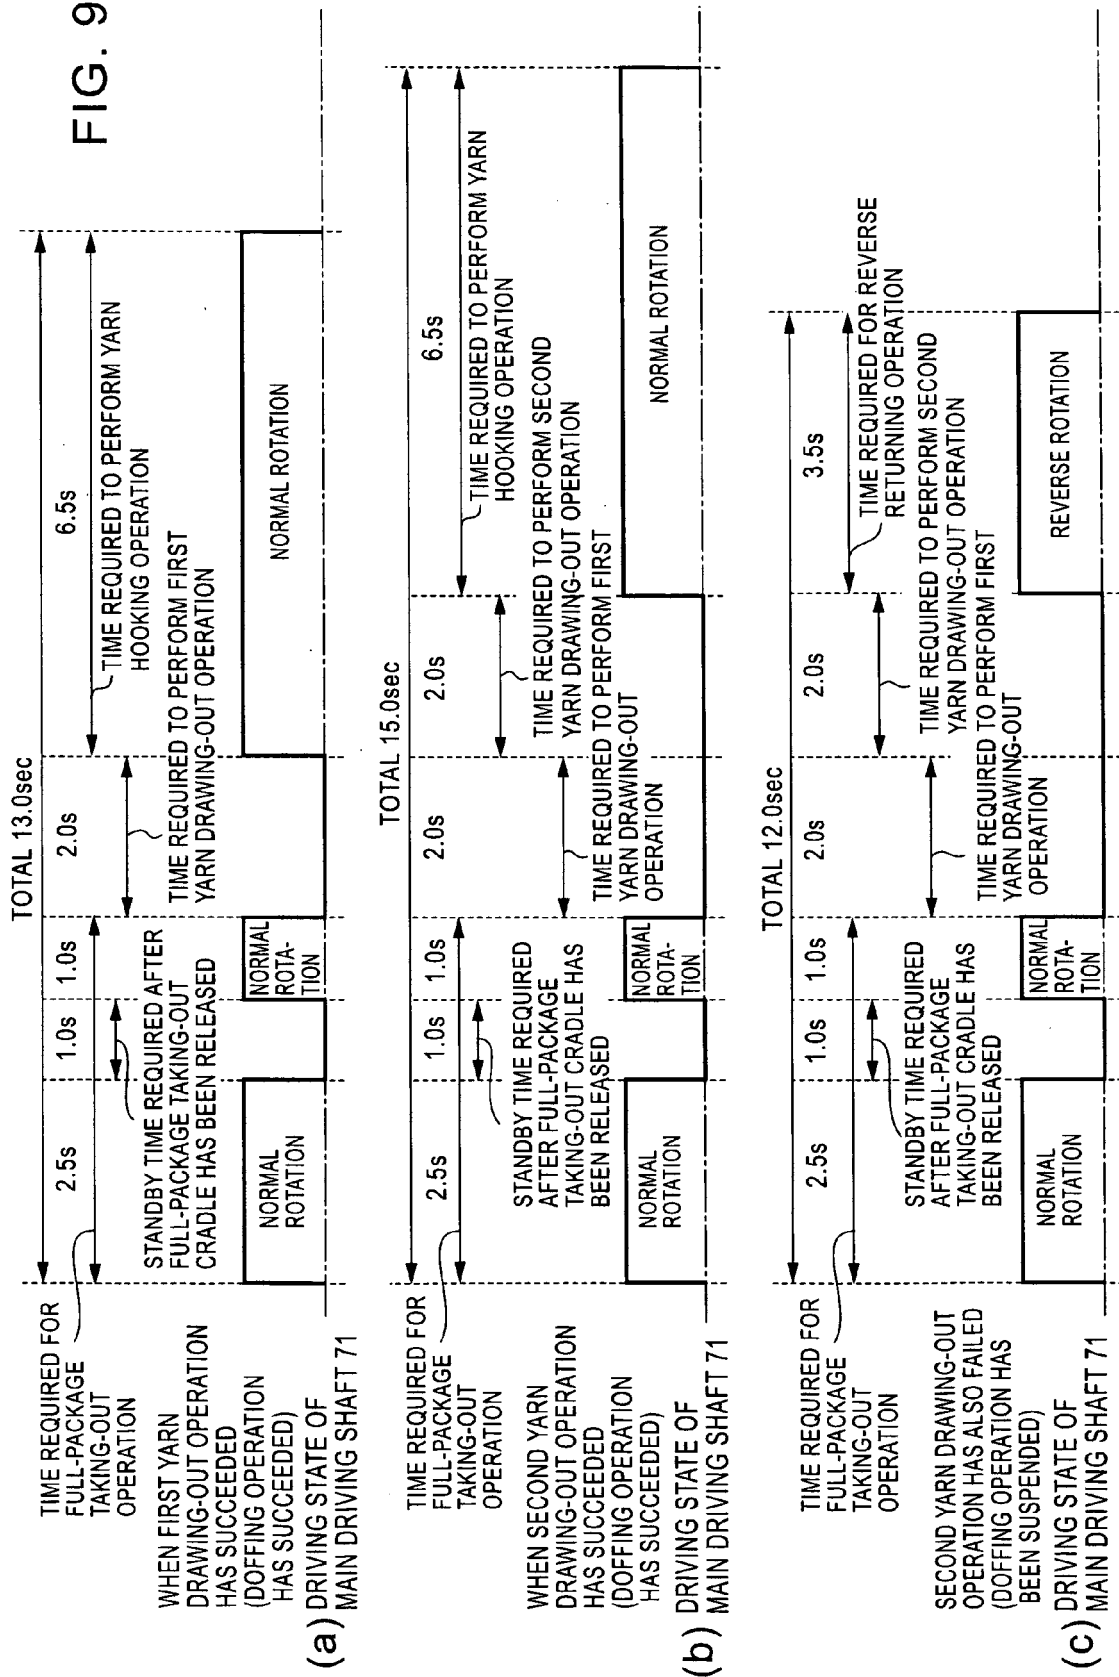 FIG. 9
(a)
TOTAL 13.0sec
TIME REQUIRED FOR
FULL-PACKAGE
TAKING-OUT
OPERATION
2.5s
1.0s
1.0s
2.0s
6.5s
STANDBY TIME REQUIRED AFTER
FULL-PACKAGE TAKING-OUT
CRADLE HAS BEEN RELEASED
TIME REQUIRED TO PERFORM FIRST
YARN DRAWING-OUT OPERATION
TIME REQUIRED TO PERFORM YARN
HOOKING OPERATION
WHEN FIRST YARN
DRAWING-OUT OPERATION
HAS SUCCEEDED
(DOFFING OPERATION
HAS SUCCEEDED)
DRIVING STATE OF
MAIN DRIVING SHAFT 71
NORMAL
ROTATION
NORMAL
ROTA-
TION
NORMAL ROTATION
(b)
TOTAL 15.0sec
TIME REQUIRED FOR
FULL-PACKAGE
TAKING-OUT
OPERATION
2.5s
1.0s
1.0s
2.0s
2.0s
6.5s
STANDBY TIME REQUIRED
AFTER FULL-PACKAGE
TAKING-OUT CRADLE HAS
BEEN RELEASED
TIME REQUIRED TO PERFORM FIRST
YARN DRAWING-OUT
OPERATION
TIME REQUIRED TO PERFORM SECOND
YARN DRAWING-OUT OPERATION
TIME REQUIRED TO PERFORM YARN
HOOKING OPERATION
WHEN SECOND YARN
DRAWING-OUT OPERATION
HAS SUCCEEDED
(DOFFING OPERATION
HAS SUCCEEDED)
DRIVING STATE OF
MAIN DRIVING SHAFT 71
NORMAL
ROTATION
NORMAL
ROTA-
TION
NORMAL ROTATION
(c)
TOTAL 12.0sec
TIME REQUIRED FOR
FULL-PACKAGE
TAKING-OUT
OPERATION
2.5s
1.0s
1.0s
2.0s
2.0s
3.5s
STANDBY TIME REQUIRED
AFTER FULL-PACKAGE
TAKING-OUT CRADLE HAS
BEEN RELEASED
TIME REQUIRED TO PERFORM FIRST
YARN DRAWING-OUT
OPERATION
TIME REQUIRED TO PERFORM SECOND
YARN DRAWING-OUT OPERATION
TIME REQUIRED FOR REVERSE
RETURNING OPERATION
SECOND YARN DRAWING-OUT
OPERATION HAS ALSO FAILED
(DOFFING OPERATION HAS
BEEN SUSPENDED)
DRIVING STATE OF
MAIN DRIVING SHAFT 71
NORMAL
ROTATION
NORMAL
ROTA-
TION
REVERSE ROTATION